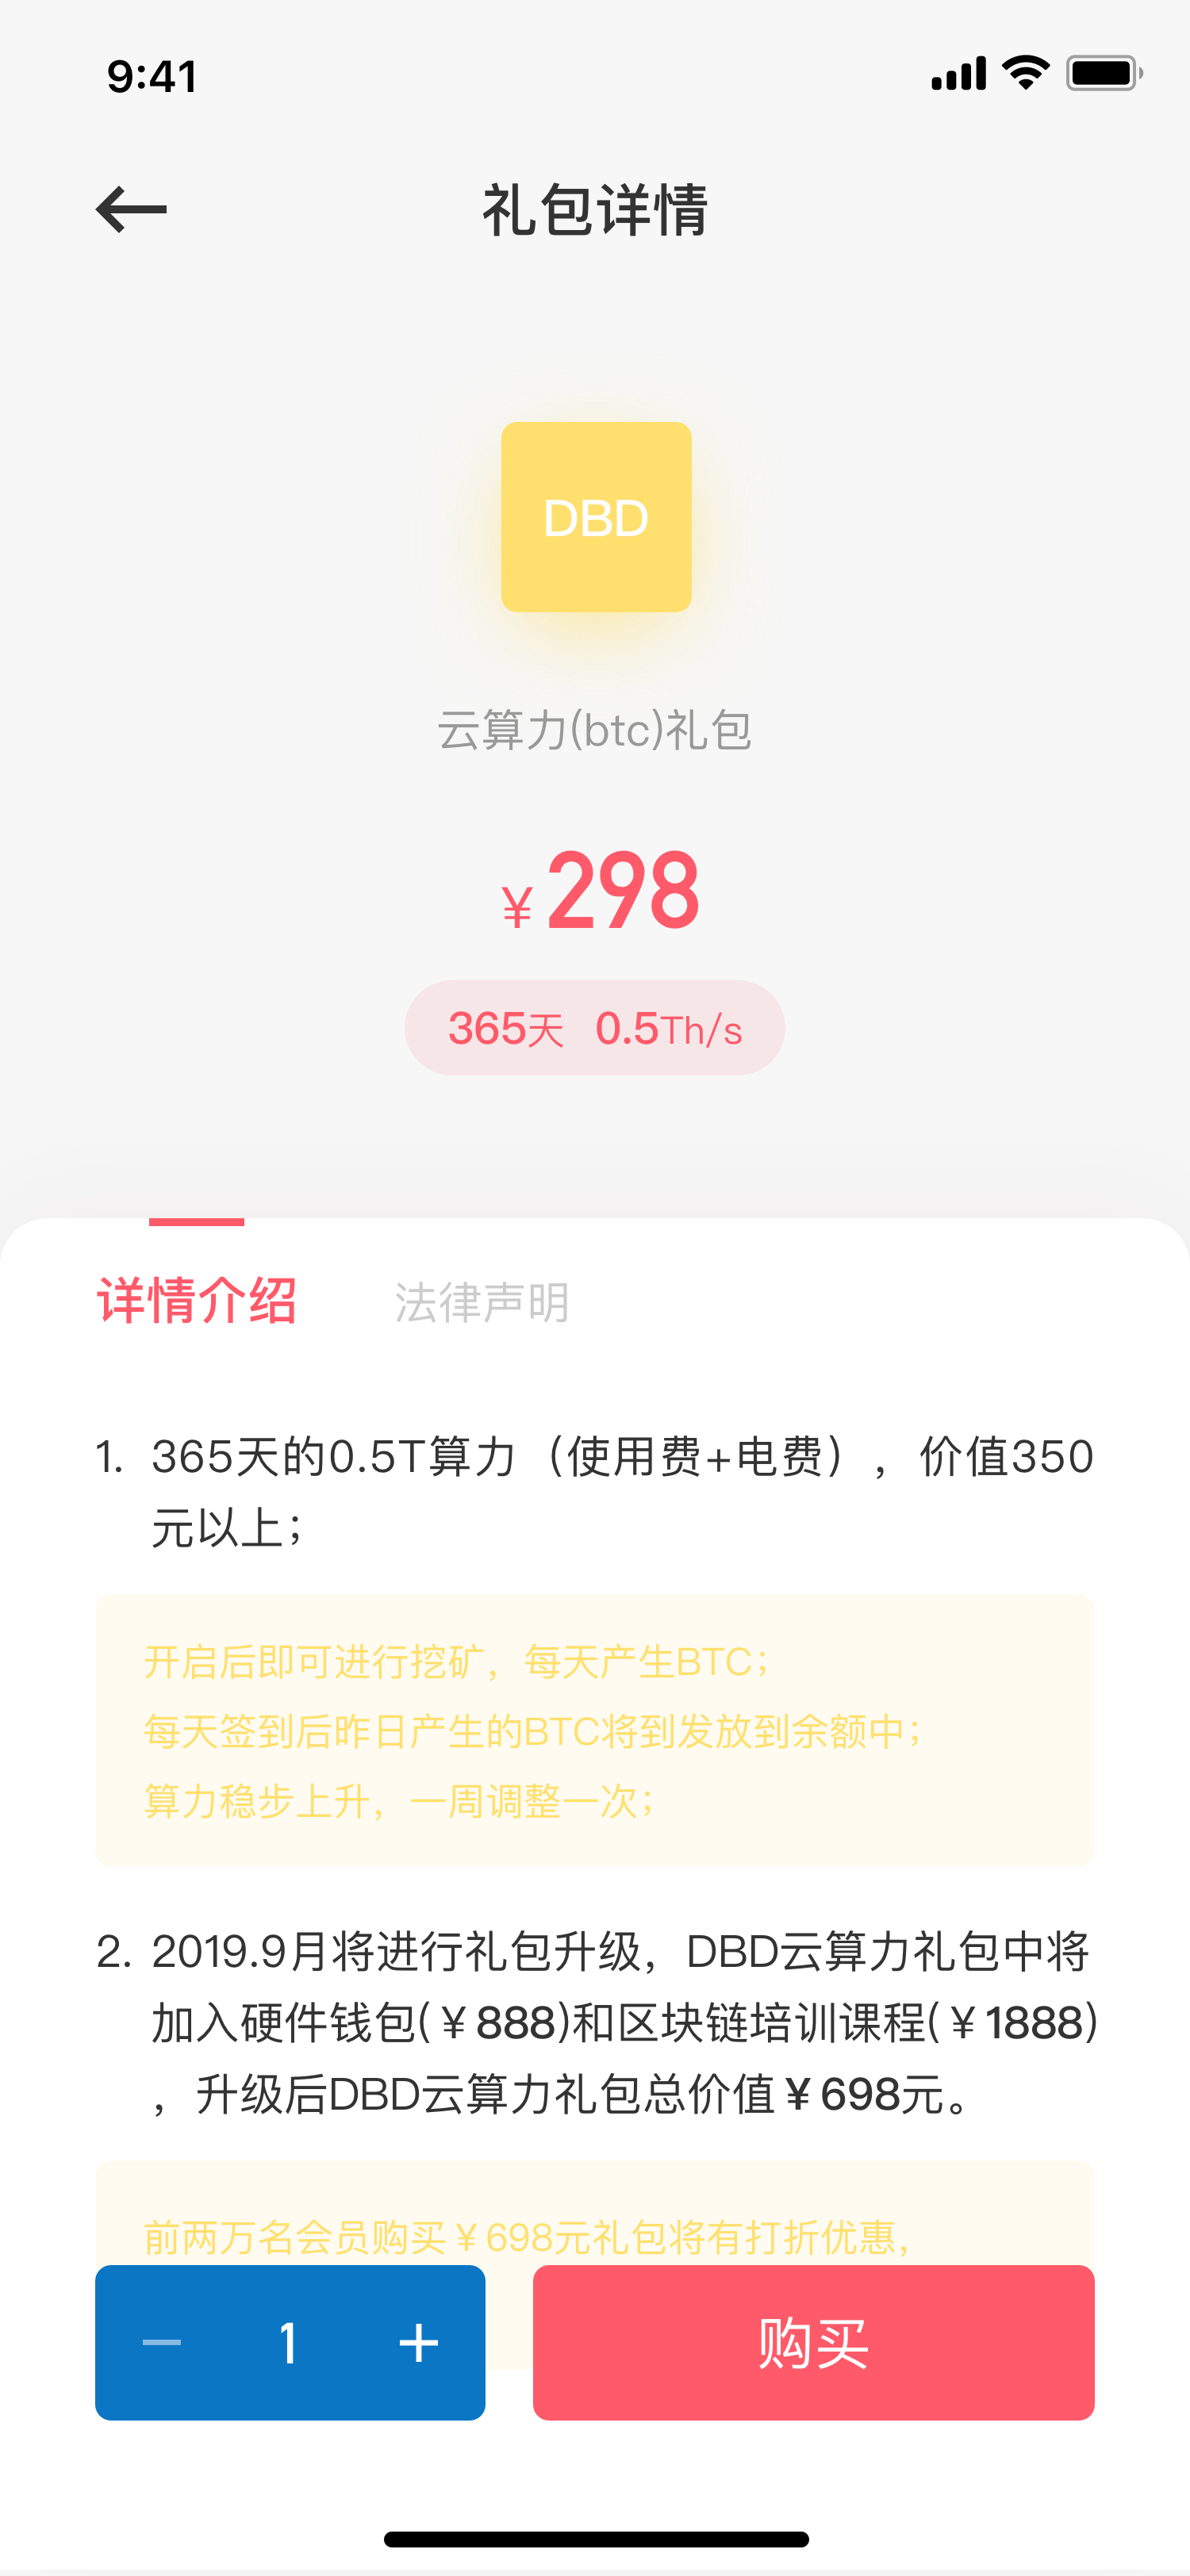 9:41
礼包详情
DBD
云算力(btc)礼包
¥298
365天 0.5Th/s
详情介绍 法律声明
1. 365天的0.5T算力（使用费+电费），价值350
元以上；
开启后即可进行挖矿，每天产生BTC；
每天签到后昨日产生的BTC将到发放到余额中；
算力稳步上升，一周调整一次；
2. 2019.9月将进行礼包升级，DBD云算力礼包中将
加入硬件钱包(¥888)和区块链培训课程(¥1888)
，升级后DBD云算力礼包总价值¥698元。
前两万名会员购买¥698元礼包将有打折优惠，
— 1 +
购买